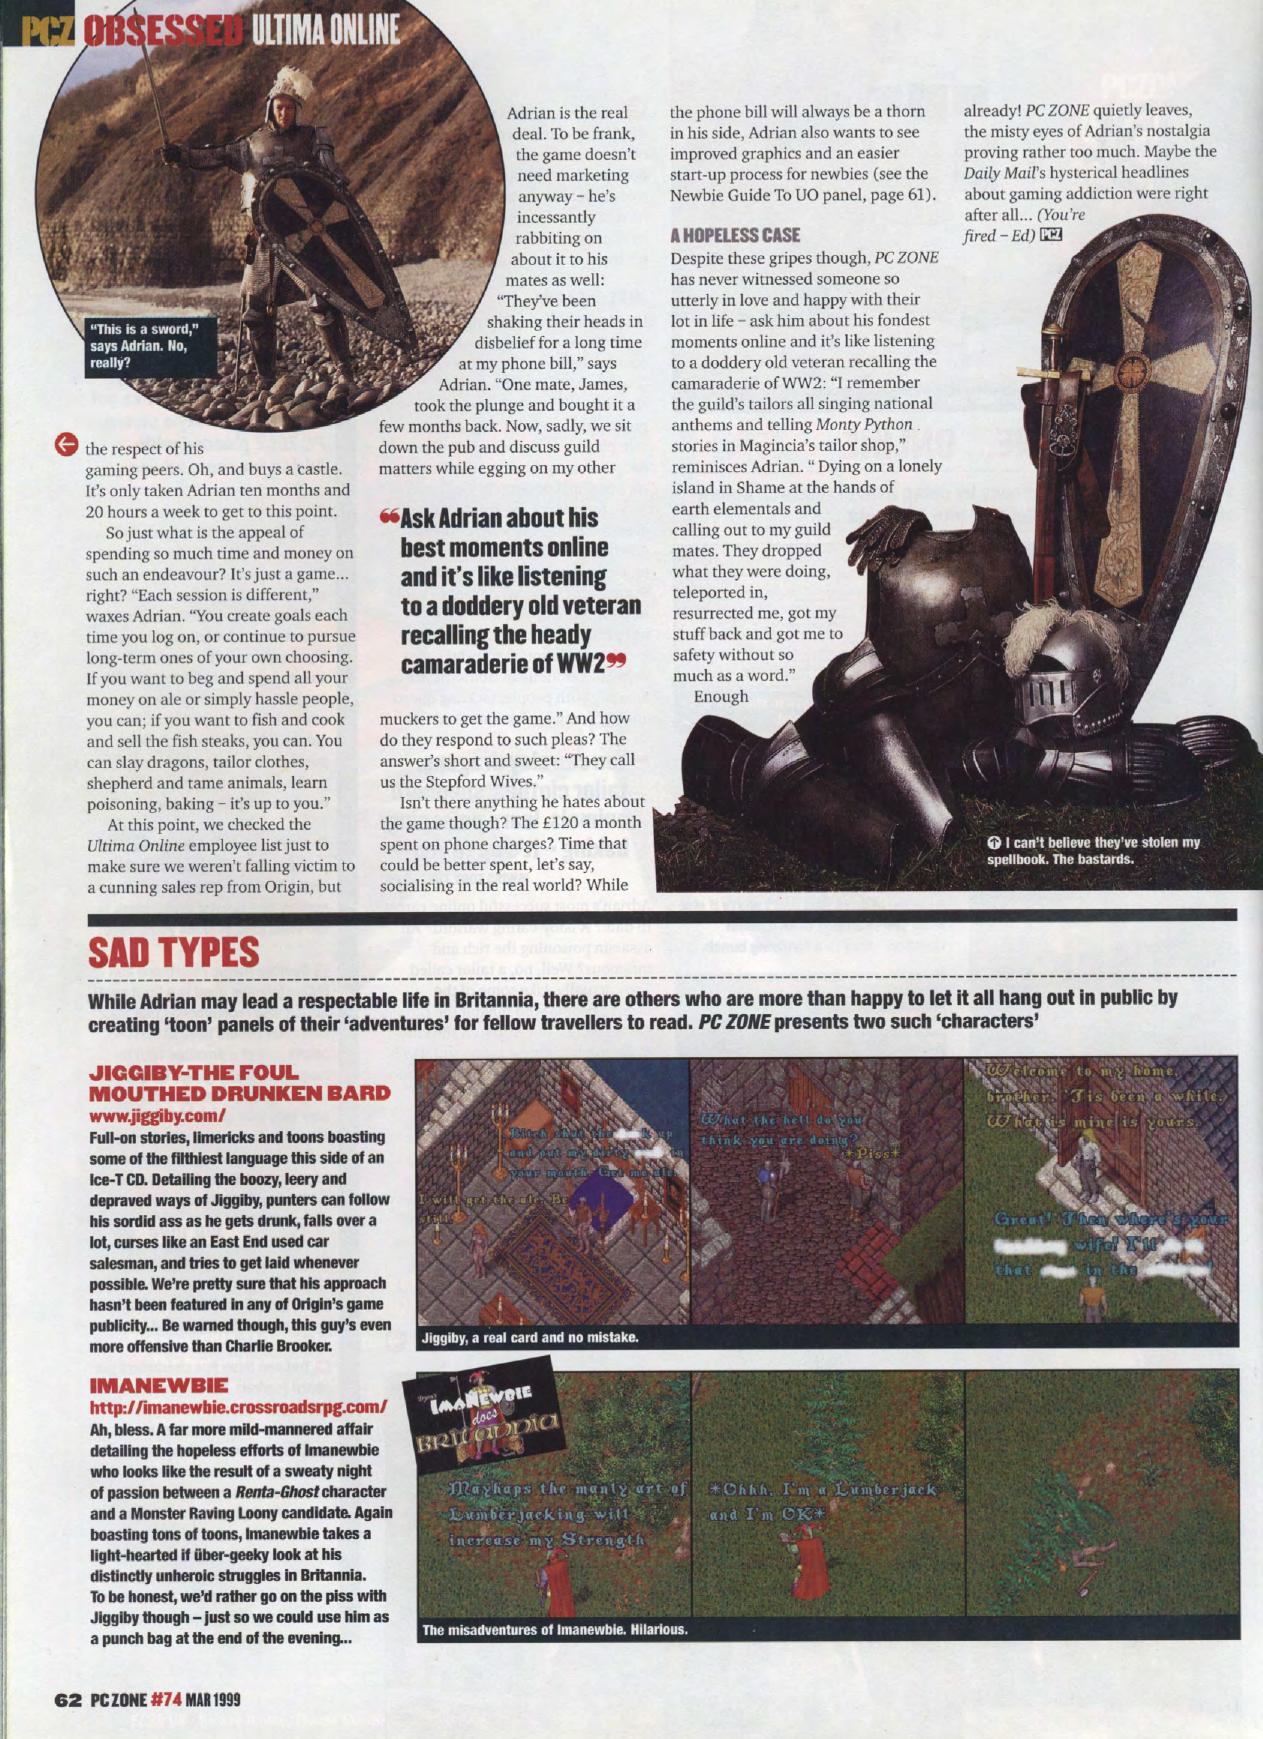 PCZ OBSESSED ULTIMA ONLINE
"This is a sword,"
says Adrian. No,
really?
the respect of his
gaming peers. Oh, and buys a castle.
It's only taken Adrian ten months and
20 hours a week to get to this point.
So just what is the appeal of
spending so much time and money on
such an endeavour? It's just a game...
right? "Each session is different,"
waxes Adrian. "You create goals each
time you log on, or continue to pursue
long-term ones of your own choosing.
If you want to beg and spend all your
money on ale or simply hassle people,
you can; if you want to fish and cook
and sell the fish steaks, you can. You
can slay dragons, tailor clothes,
shepherd and tame animals, learn
poisoning, baking – it's up to you."
At this point, we checked the
Ultima Online employee list just to
make sure we weren't falling victim to
a cunning sales rep from Origin, but
Adrian is the real
deal. To be frank,
the game doesn't
need marketing
anyway – he's
incessantly
rabbiting on
about it to his
mates as well:
"They've been
shaking their heads in
disbelief for a long time
at my phone bill," says
Adrian. "One mate, James,
took the plunge and bought it a
few months back. Now, sadly, we sit
down the pub and discuss guild
matters while egging on my other
“Ask Adrian about his
best moments online
and it's like listening
to a doddery old veteran
recalling the heady
camaraderie of WW2”
muckers to get the game." And how
do they respond to such pleas? The
answer's short and sweet: "They call
us the Stepford Wives."
Isn't there anything he hates about
the game though? The £120 a month
spent on phone charges? Time that
could be better spent, let's say,
socialising in the real world? While
the phone bill will always be a thorn
in his side, Adrian also wants to see
improved graphics and an easier
start-up process for newbies (see the
Newbie Guide To UO panel, page 61).
A HOPELESS CASE
Despite these gripes though, PC ZONE
has never witnessed someone so
utterly in love and happy with their
lot in life – ask him about his fondest
moments online and it's like listening
to a doddery old veteran recalling the
camaraderie of WW2: "I remember
the guild's tailors all singing national
anthems and telling Monty Python
stories in Magincia's tailor shop,"
reminisces Adrian. " Dying on a lonely
island in Shame at the hands of
earth elementals and
calling out to my guild
mates. They dropped
what they were doing,
teleported in,
resurrected me, got my
stuff back and got me to
safety without so
much as a word."
Enough
already! PC ZONE quietly leaves,
the misty eyes of Adrian's nostalgia
proving rather too much. Maybe the
Daily Mail's hysterical headlines
about gaming addiction were right
after all... (You're
fired – Ed) PCZ
I can't believe they've stolen my
spellbook. The bastards.
SAD TYPES
While Adrian may lead a respectable life in Britannia, there are others who are more than happy to let it all hang out in public by
creating 'toon' panels of their 'adventures' for fellow travellers to read. PC ZONE presents two such 'characters'
JIGGIBY-THE FOUL
MOUTHED DRUNKEN BARD
www.jiggiby.com/
Full-on stories, limericks and toons boasting
some of the filthiest language this side of an
Ice-T CD. Detailing the boozy, leery and
depraved ways of Jiggiby, punters can follow
his sordid ass as he gets drunk, falls over a
lot, curses like an East End used car
salesman, and tries to get laid whenever
possible. We're pretty sure that his approach
hasn't been featured in any of Origin's game
publicity... Be warned though, this guy's even
more offensive than Charlie Brooker.
Bitch shut the up
and put my dirty in
your mouth. Get me ale
I will get the ale. Be
still.
What the hell do you
think you are doing?
*Piss*
Welcome to my home,
brother. 'Tis been a while.
What is mine is yours.
Great! Then where's your
wife! I'll
that in the
Jiggiby, a real card and no mistake.
IMANEWBIE
http://imanewbie.crossroadsrpg.com/
Ah, bless. A far more mild-mannered affair
detailing the hopeless efforts of Imanewbie
who looks like the result of a sweaty night
of passion between a Renta-Ghost character
and a Monster Raving Loony candidate. Again
boasting tons of toons, Imanewbie takes a
light-hearted if über-geeky look at his
distinctly unheroic struggles in Britannia.
To be honest, we'd rather go on the piss with
Jiggiby though – just so we could use him as
a punch bag at the end of the evening...
IMANEWBIE
does
BRITANNIA
Mayhaps the manly art of
Lumberjacking will
increase my Strength
*Ohhh, I'm a Lumberjack
and I'm OK*
The misadventures of Imanewbie. Hilarious.
62 PC ZONE #74 MAR 1999